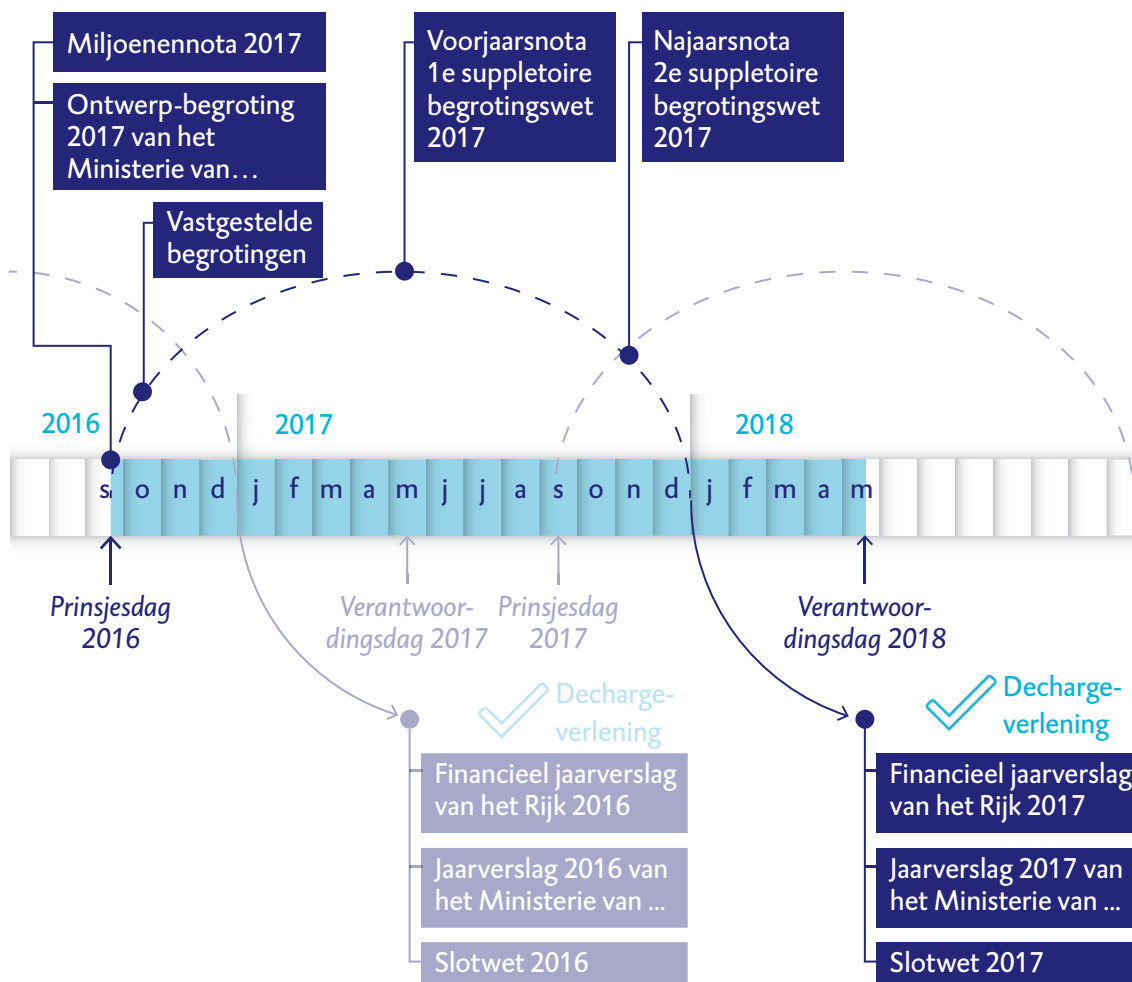 Miljoenennota 2017
Ontwerp-begroting
2017 van het
Ministerie van…
Vastgestelde
begrotingen
Voorjaarsnota
1e suppletoire
begrotingswet
2017
Najaarsnota
2e suppletoire
begrotingswet
2017
2016
2017
2018
s o n d j f m a m j j a s o n d j f m a m
Prinsjesdag
2016
Verantwoor-
dingsdag 2017
Prinsjesdag
2017
Verantwoor-
dingsdag 2018
Decharge-
verlening
Financieel jaarverslag
van het Rijk 2016
Jaarverslag 2016 van
het Ministerie van ...
Slotwet 2016
Decharge-
verlening
Financieel jaarverslag
van het Rijk 2017
Jaarverslag 2017 van
het Ministerie van ...
Slotwet 2017